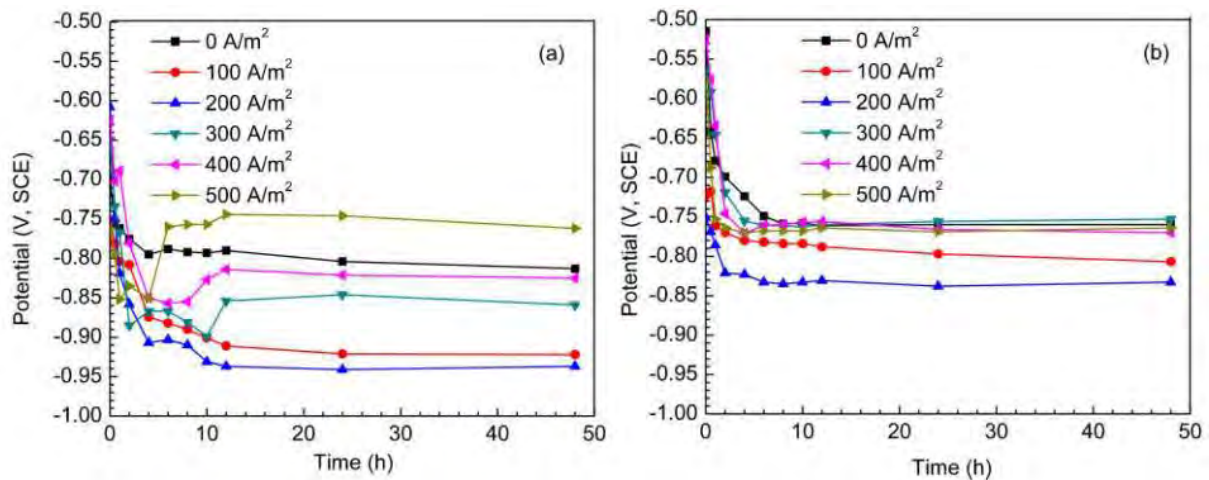 (a)
0 A/m²
100 A/m²
200 A/m²
300 A/m²
400 A/m²
500 A/m²
Potential (V, SCE)
-0.50
-0.55
-0.60
-0.65
-0.70
-0.75
-0.80
-0.85
-0.90
-0.95
-1.00
0 10 20 30 40 50
Time (h)
(b)
0 A/m²
100 A/m²
200 A/m²
300 A/m²
400 A/m²
500 A/m²
Potential (V, SCE)
-0.50
-0.55
-0.60
-0.65
-0.70
-0.75
-0.80
-0.85
-0.90
-0.95
-1.00
0 10 20 30 40 50
Time (h)